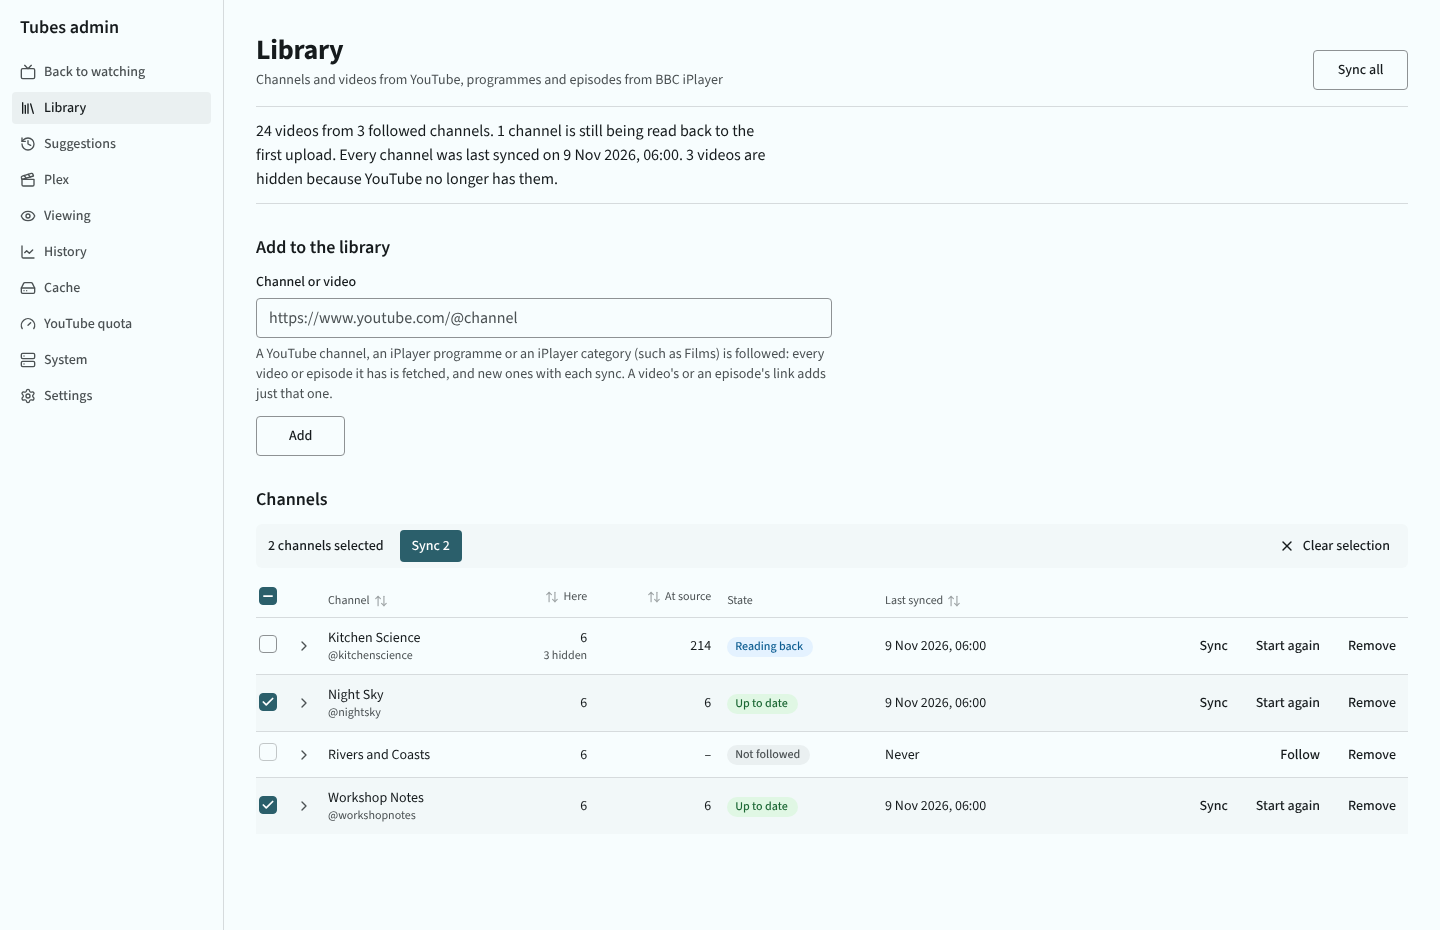 Tubes admin
Back to watching
Library
Suggestions
Plex
Viewing
History
Cache
YouTube quota
System
Settings
Library
Channels and videos from YouTube, programmes and episodes from BBC iPlayer
Sync all
24 videos from 3 followed channels. 1 channel is still being read back to the
first upload. Every channel was last synced on 9 Nov 2026, 06:00. 3 videos are
hidden because YouTube no longer has them.
Add to the library
Channel or video
https://www.youtube.com/@channel
A YouTube channel, an iPlayer programme or an iPlayer category (such as Films) is followed: every
video or episode it has is fetched, and new ones with each sync. A video's or an episode's link adds
just that one.
Add
Channels
2 channels selected Sync 2 Clear selection
Channel Here At source State Last synced
Kitchen Science 6 214 Reading back 9 Nov 2026, 06:00 Sync Start again Remove
@kitchenscience 3 hidden
Night Sky 6 6 Up to date 9 Nov 2026, 06:00 Sync Start again Remove
@nightsky
Rivers and Coasts 6 – Not followed Never Follow Remove
Workshop Notes 6 6 Up to date 9 Nov 2026, 06:00 Sync Start again Remove
@workshopnotes